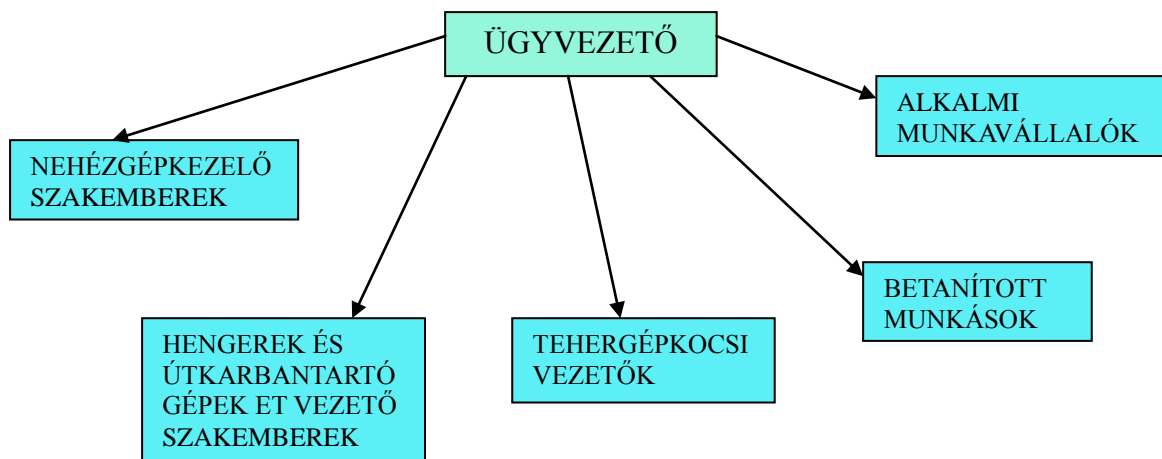 ÜGYVEZETŐ
ALKALMI
MUNKAVÁLLALÓK
NEHÉZGÉPKEZELŐ
SZAKEMBEREK
BETANÍTOTT
MUNKÁSOK
HENGEREK ÉS
ÚTKARBANTARTÓ
GÉPEK ET VEZETŐ
SZAKEMBEREK
TEHERGÉPKOCSI
VEZETŐK